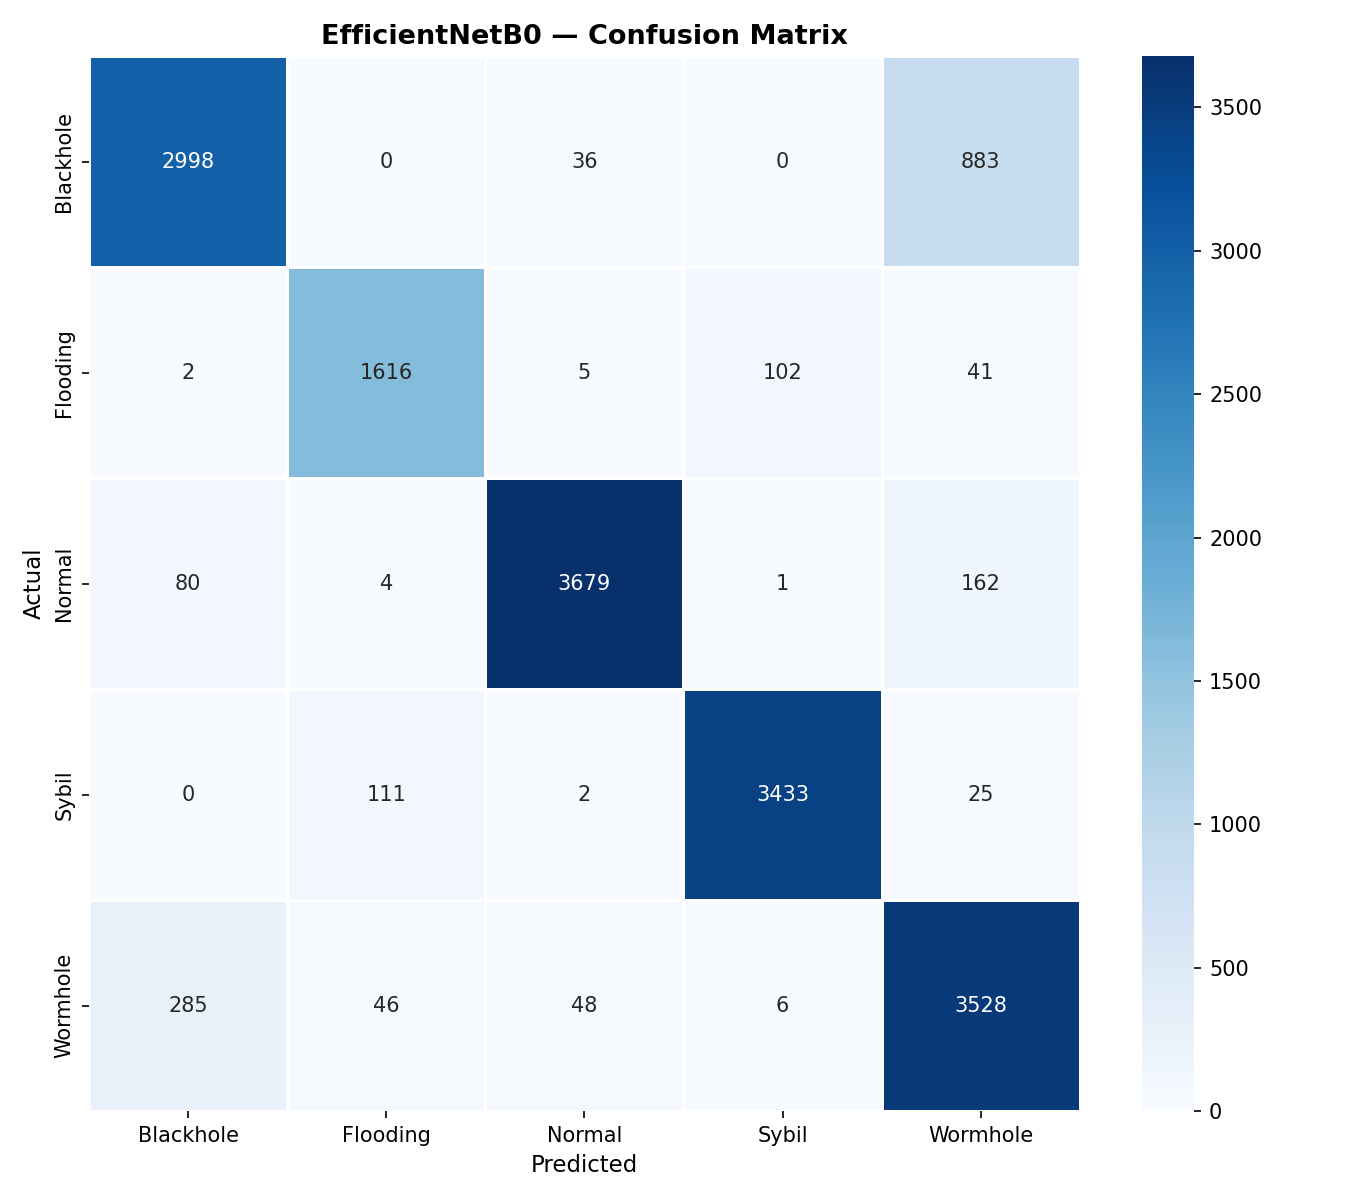 EfficientNetB0 — Confusion Matrix
Actual
Blackhole 2998 0 36 0 883
Flooding 2 1616 5 102 41
Normal 80 4 3679 1 162
Sybil 0 111 2 3433 25
Wormhole 285 46 48 6 3528
Blackhole Flooding Normal Sybil Wormhole
Predicted
3500
3000
2500
2000
1500
1000
500
0